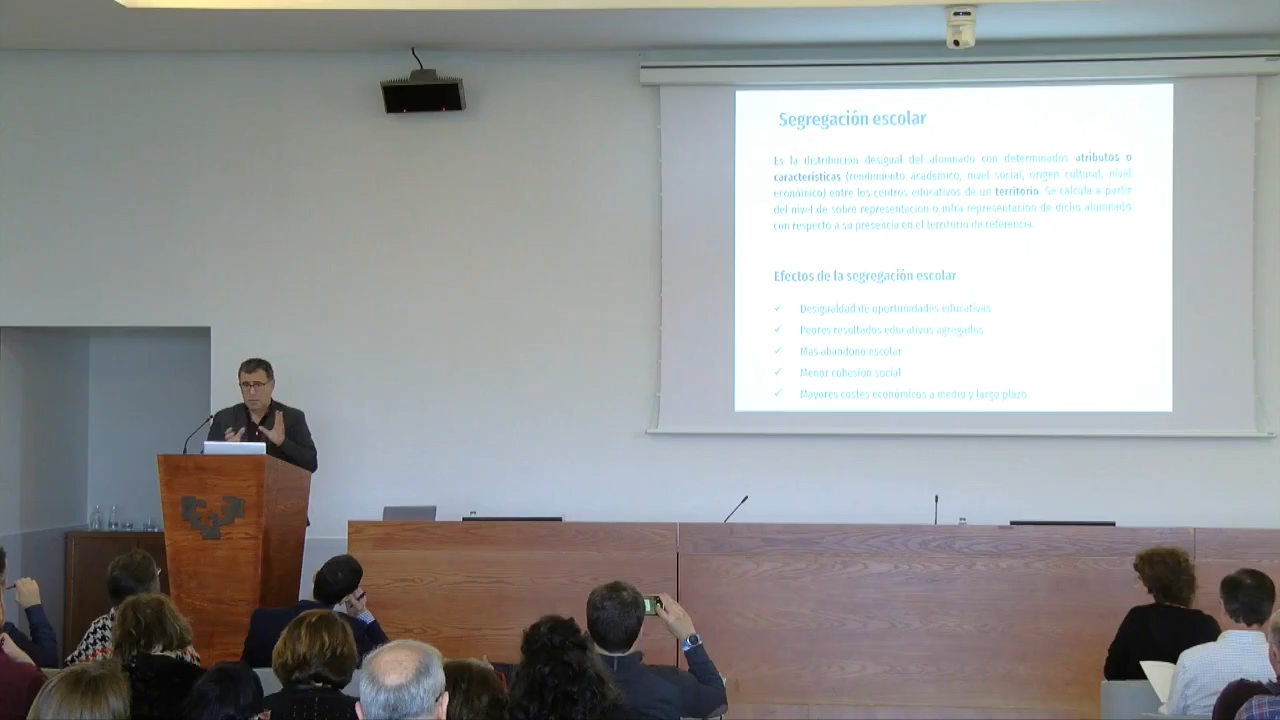 Segregación escolar
Es la distribución desigual del alumnado con determinados atributos o
características (rendimiento académico, nivel social, origen cultural, nivel
económico) entre los centros educativos de un territorio. Se calcula a partir
del nivel de sobre representación o infra representación de dicho alumnado
con respecto a su presencia en el territorio de referencia.
Efectos de la segregación escolar
✓ Desigualdad de oportunidades educativas
✓ Peores resultados educativos agregados
✓ Más abandono escolar
✓ Menor cohesión social
✓ Mayores costes económicos a medio y largo plazo